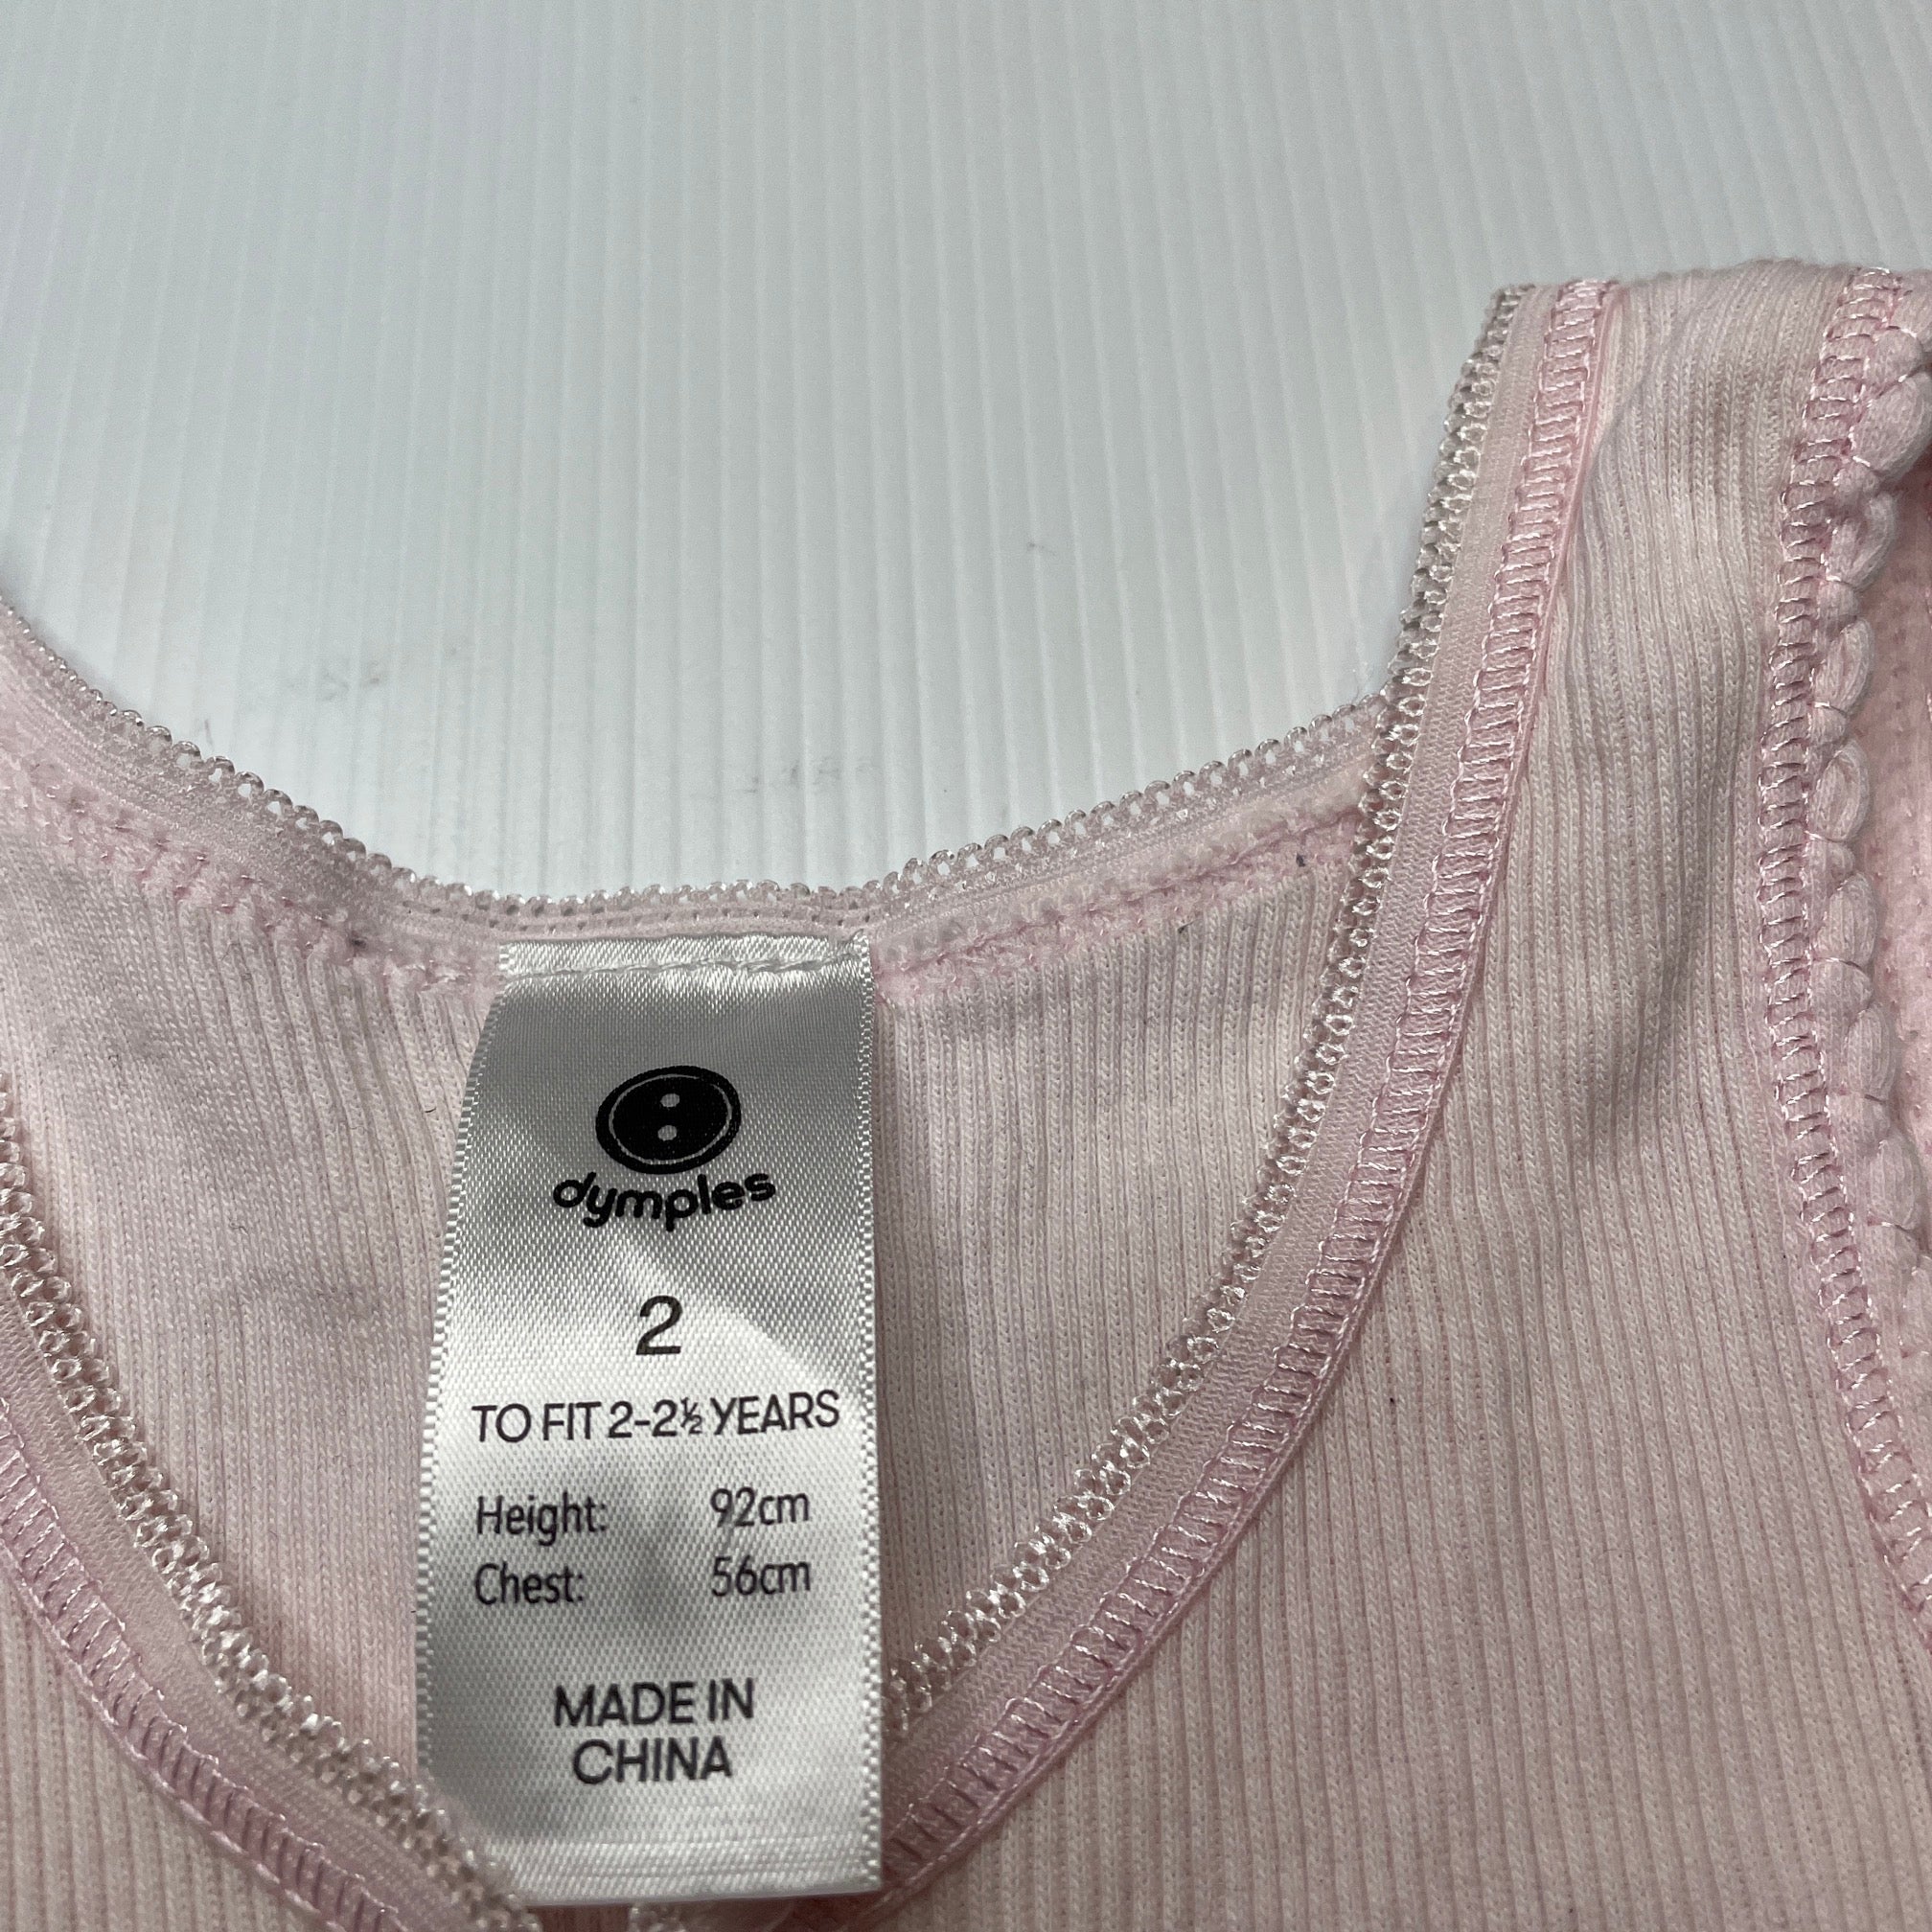 dymples
2
TO FIT 2-2½ YEARS
Height: 92cm
Chest: 56cm
MADE IN
CHINA